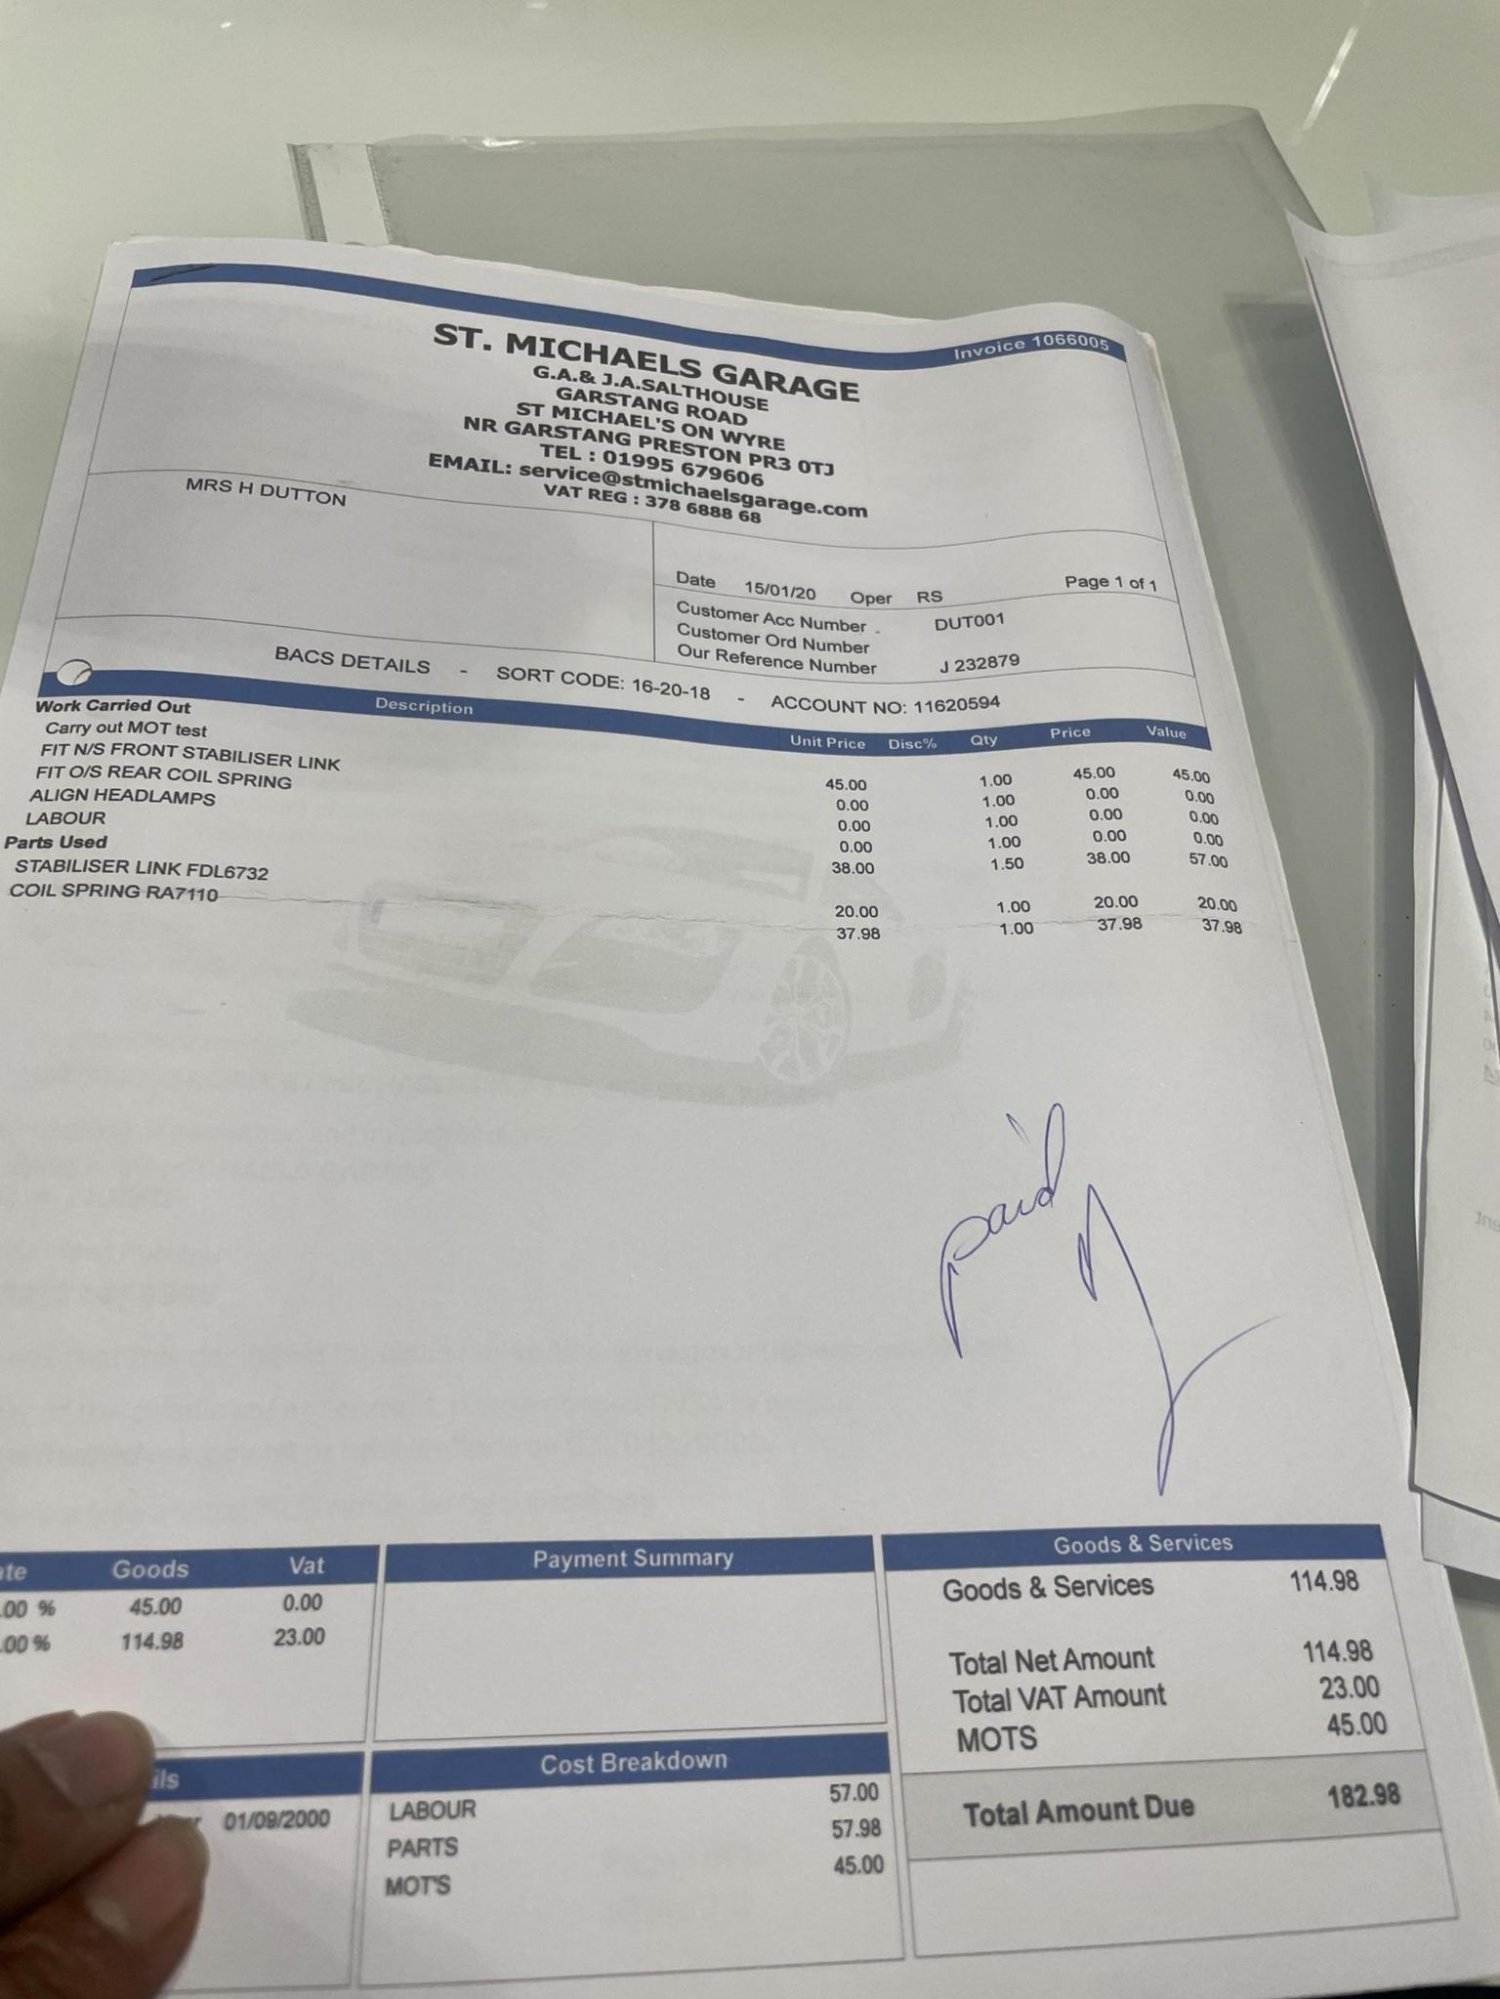 Invoice 1066005
ST. MICHAELS GARAGE
G.A.& J.A.SALTHOUSE
GARSTANG ROAD
ST MICHAEL'S ON WYRE
NR GARSTANG PRESTON PR3 0TJ
TEL : 01995 679606
EMAIL: service@stmichaelsgarage.com
VAT REG : 378 6888 68
MRS H DUTTON
Date 15/01/20 Oper RS Page 1 of 1
Customer Acc Number DUT001
Customer Ord Number
Our Reference Number J 232879
BACS DETAILS - SORT CODE: 16-20-18 - ACCOUNT NO: 11620594
Description Unit Price Disc% Qty Price Value
Work Carried Out
Carry out MOT test 45.00 1.00 45.00 45.00
FIT N/S FRONT STABILISER LINK 0.00 1.00 0.00 0.00
FIT O/S REAR COIL SPRING 0.00 1.00 0.00 0.00
ALIGN HEADLAMPS 0.00 1.00 0.00 0.00
LABOUR 38.00 1.50 38.00 57.00
Parts Used
STABILISER LINK FDL6732 20.00 1.00 20.00 20.00
COIL SPRING RA7110 37.98 1.00 37.98 37.98
paid
Goods Vat
.00 % 45.00 0.00
.00 % 114.98 23.00
01/09/2000
Payment Summary
Cost Breakdown
LABOUR 57.00
PARTS 57.98
MOT'S 45.00
Goods & Services
Goods & Services 114.98
Total Net Amount 114.98
Total VAT Amount 23.00
MOTS 45.00
Total Amount Due 182.98